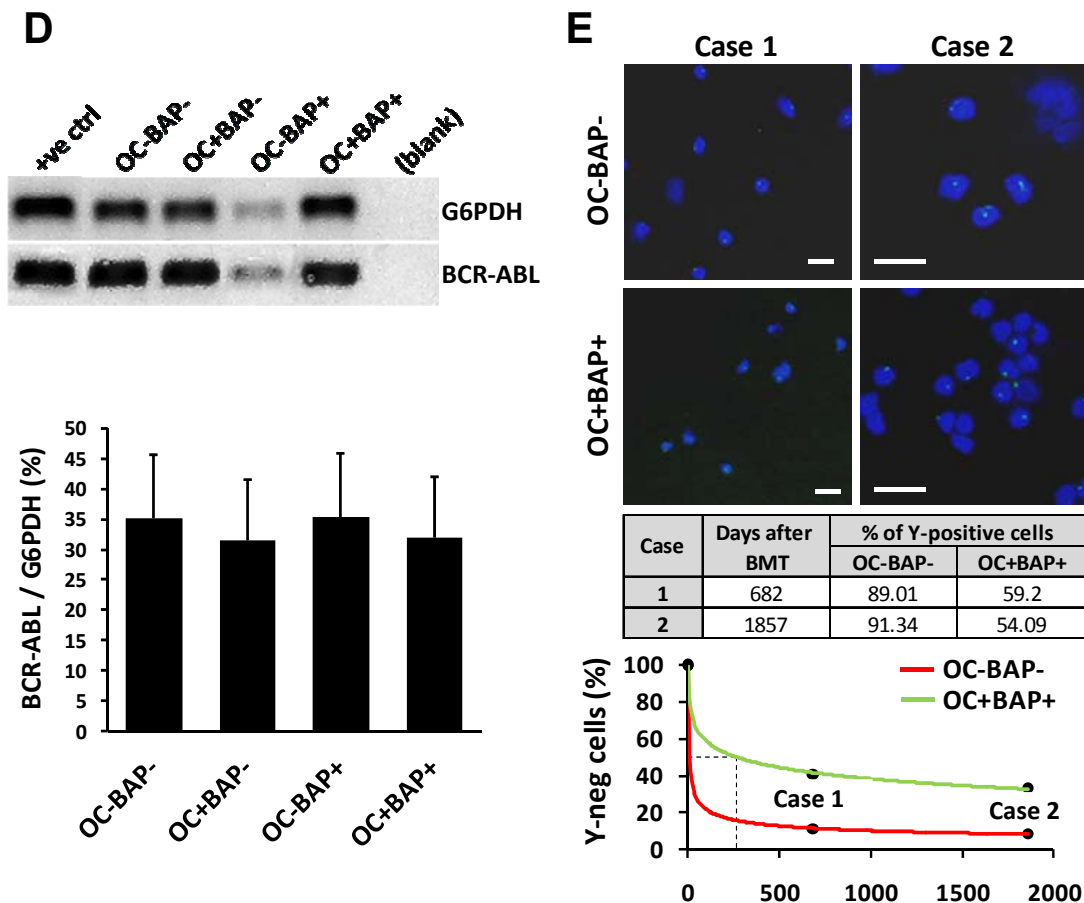 D
+ve ctrl
OC-BAP-
OC+BAP-
OC-BAP+
OC+BAP+
(blank)
G6PDH
BCR-ABL
BCR-ABL / G6PDH (%)
50
45
40
35
30
25
20
15
10
5
0
OC-BAP-
OC+BAP-
OC-BAP+
OC+BAP+
E
Case 1
Case 2
OC-BAP-
OC+BAP+
Case
Days after BMT
% of Y-positive cells
OC-BAP-
OC+BAP+
1 682 89.01 59.2
2 1857 91.34 54.09
Y-neg cells (%)
100
80
60
40
20
0
OC-BAP-
OC+BAP+
Case 1
Case 2
0 500 1000 1500 2000